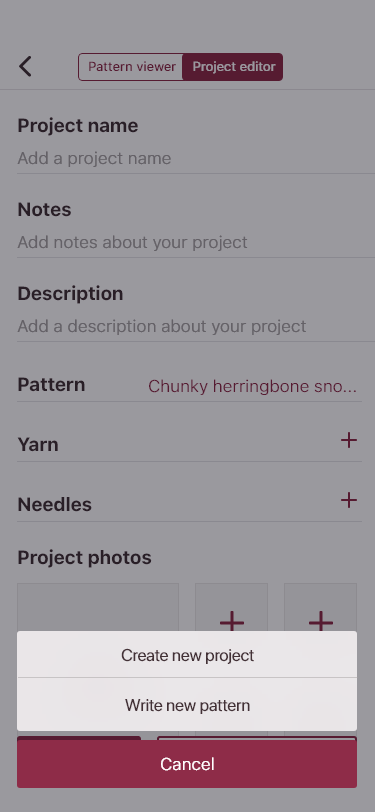 Pattern viewer Project editor
Project name
Add a project name
Notes
Add notes about your project
Description
Add a description about your project
Pattern Chunky herringbone sno...
Yarn
Needles
Project photos
Create new project
Write new pattern
Cancel